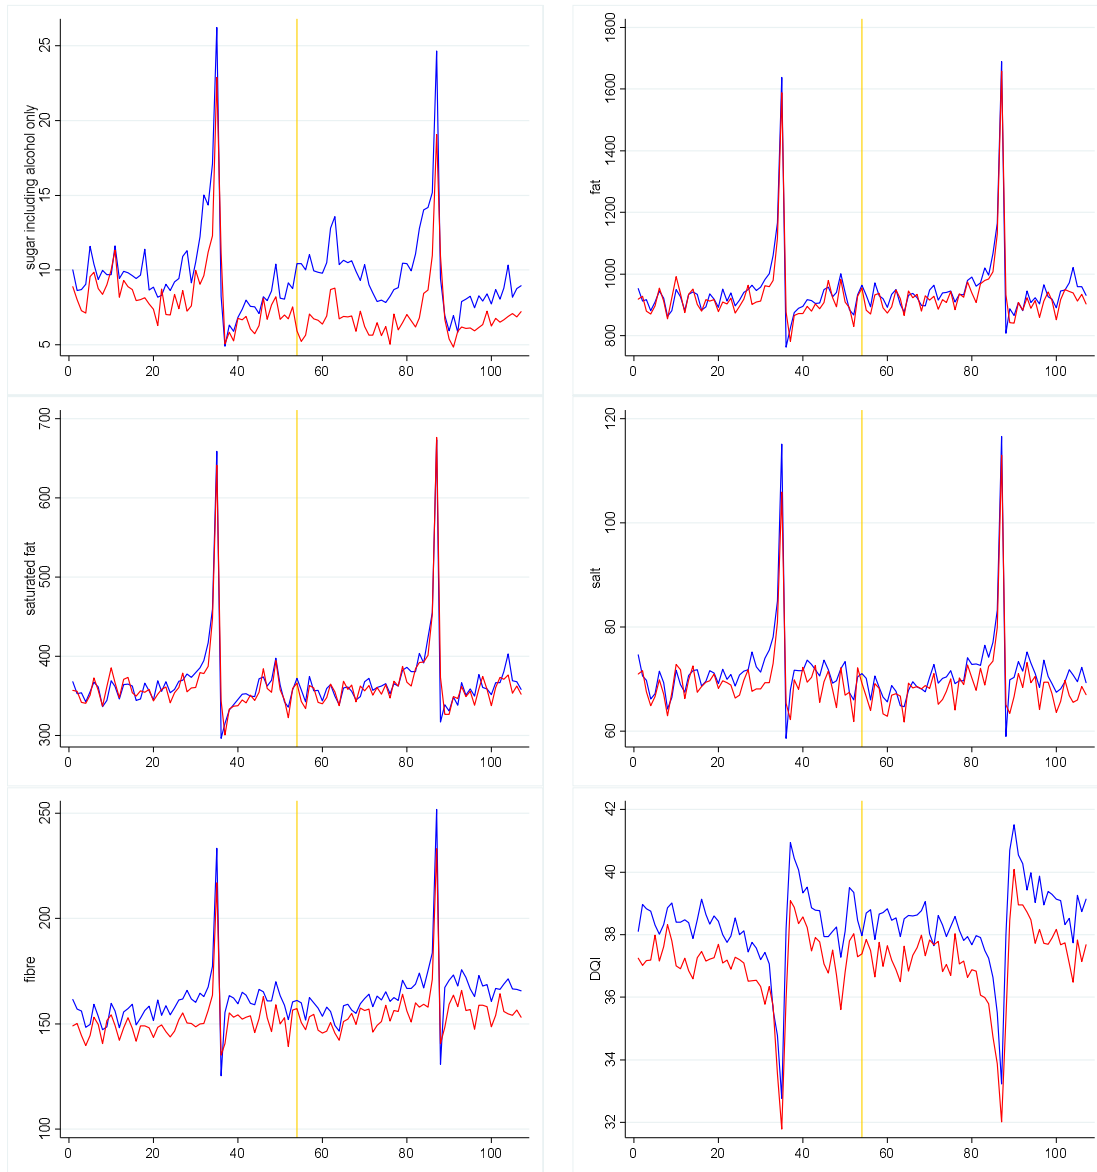 sugar including alcohol only
5 10 15 20 25
0 20 40 60 80 100
fat
800 1000 1200 1400 1600 1800
0 20 40 60 80 100
saturated fat
300 400 500 600 700
0 20 40 60 80 100
salt
60 80 100 120
0 20 40 60 80 100
fibre
100 150 200 250
0 20 40 60 80 100
DQI
32 34 36 38 40 42
0 20 40 60 80 100